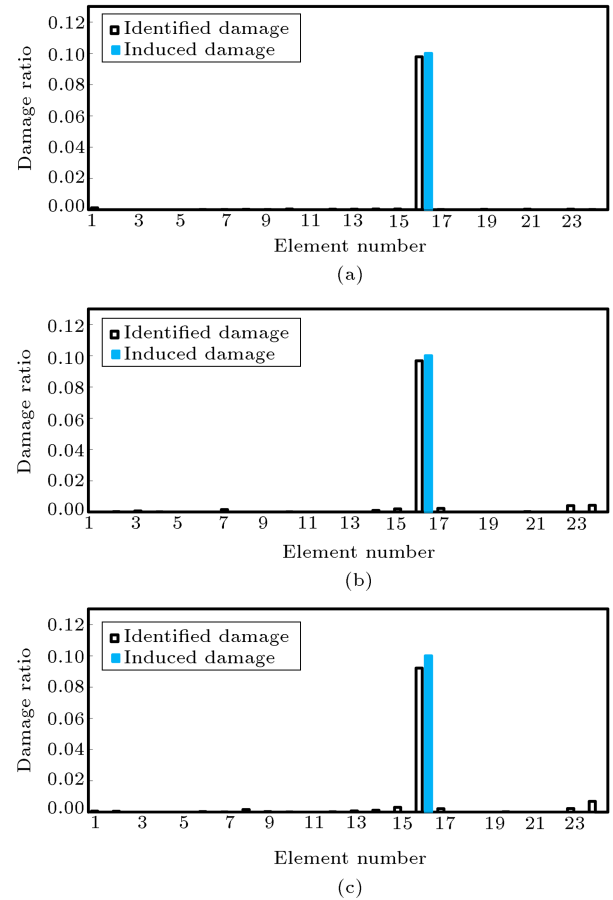 0.12
0.10
0.08
0.06
0.04
0.02
0.00
Damage ratio
Identified damage
Induced damage
1 3 5 7 9 11 13 15 17 19 21 23
Element number
(a)
0.12
0.10
0.08
0.06
0.04
0.02
0.00
Damage ratio
Identified damage
Induced damage
1 3 5 7 9 11 13 15 17 19 21 23
Element number
(b)
0.12
0.10
0.08
0.06
0.04
0.02
0.00
Damage ratio
Identified damage
Induced damage
1 3 5 7 9 11 13 15 17 19 21 23
Element number
(c)